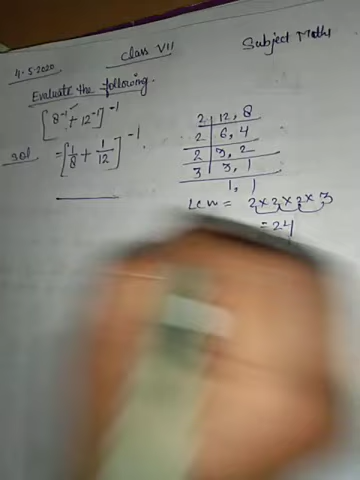 4.5.2020
Class VII
Subject Maths
Evaluate the following.
[8⁻¹ + 12⁻¹]⁻¹
sol = [1/8 + 1/12]⁻¹
2 | 12, 8
2 | 6, 4
2 | 3, 2
3 | 3, 1
1, 1
LCM = 2×2×2×3
= 24